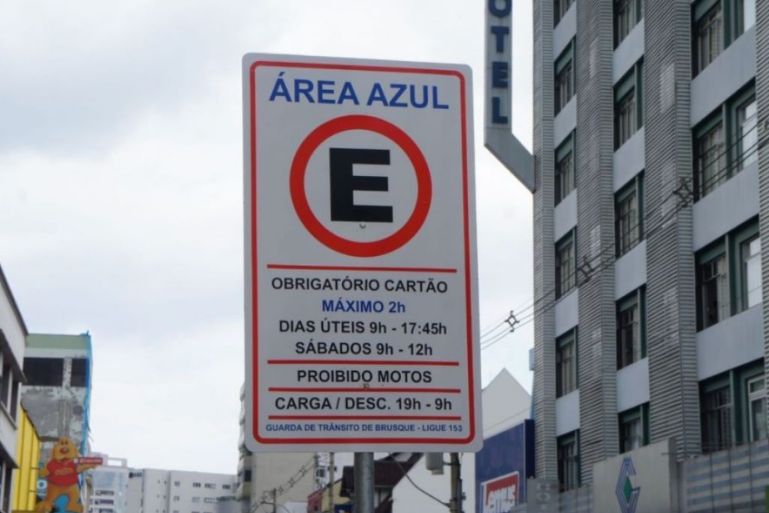 ÁREA AZUL
E
OBRIGATÓRIO CARTÃO
MÁXIMO 2h
DIAS ÚTEIS 9h - 17:45h
SÁBADOS 9h - 12h
PROIBIDO MOTOS
CARGA / DESC. 19h - 9h
GUARDA DE TRÂNSITO DE BRUSQUE - LIGUE 153
OTEL